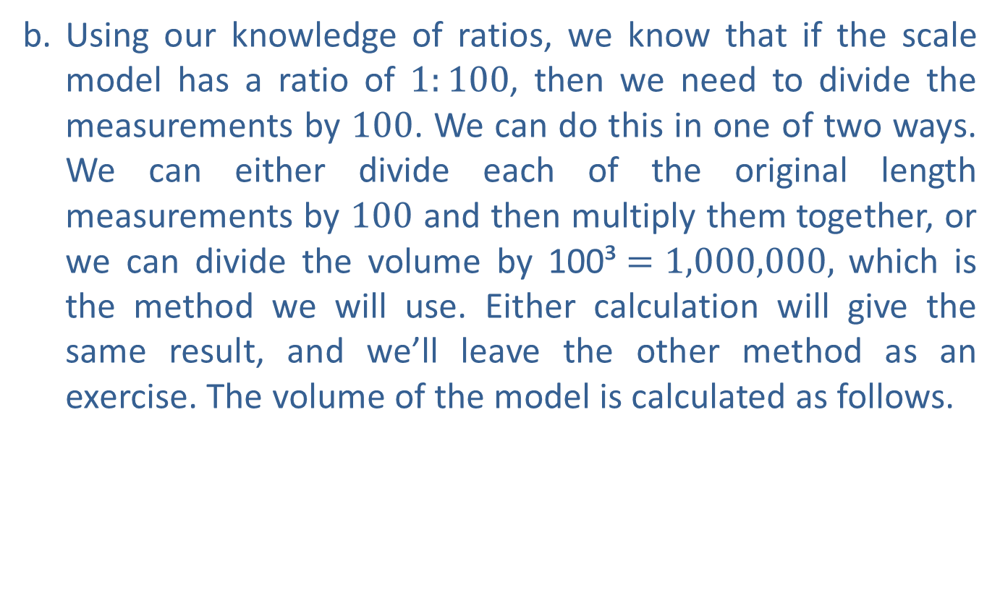 b. Using our knowledge of ratios, we know that if the scale
model has a ratio of 1: 100, then we need to divide the
measurements by 100. We can do this in one of two ways.
We can either divide each of the original length
measurements by 100 and then multiply them together, or
we can divide the volume by 100³ = 1,000,000, which is
the method we will use. Either calculation will give the
same result, and we’ll leave the other method as an
exercise. The volume of the model is calculated as follows.